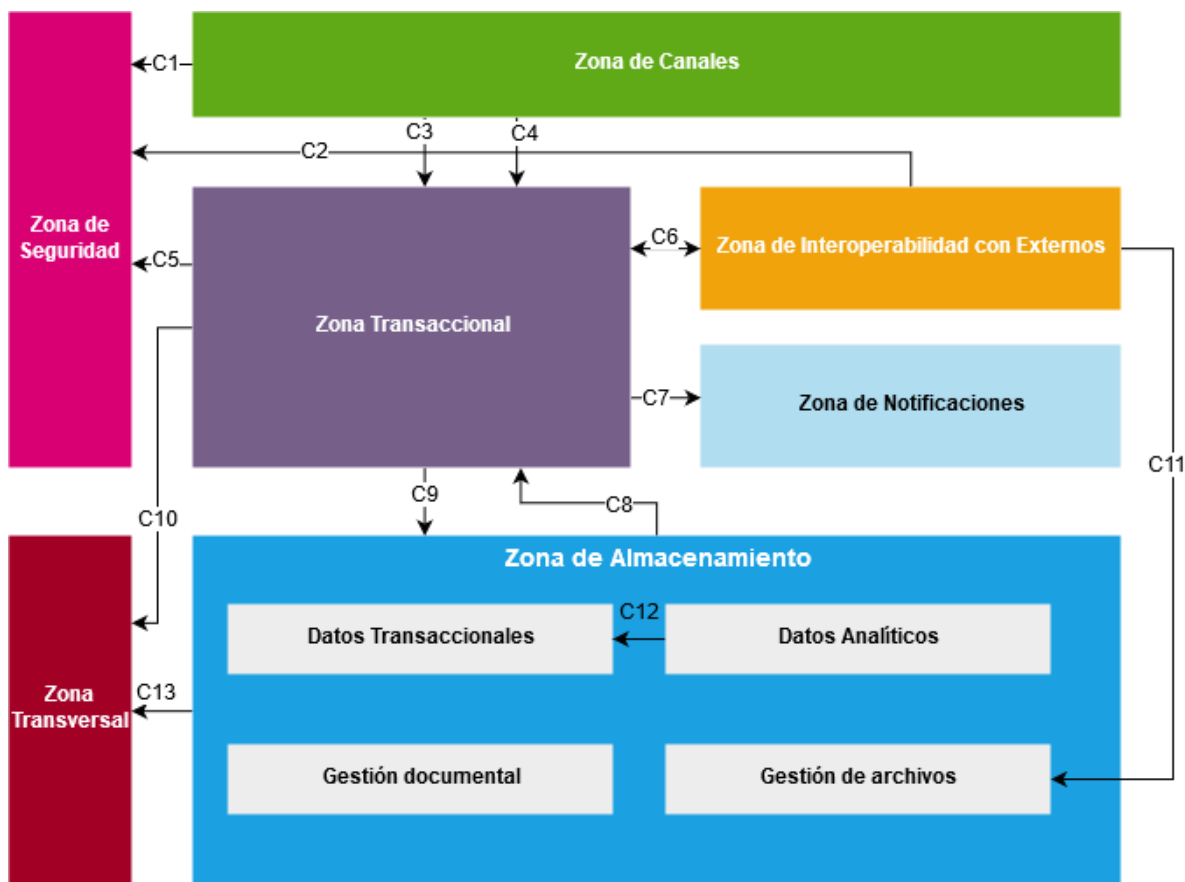 Zona de Canales
C1
C3
C4
C2
Zona de
Seguridad
C5
Zona Transaccional
C6
Zona de Interoperabilidad con Externos
C7
Zona de Notificaciones
C11
C9
C8
C10
Zona de Almacenamiento
Datos Transaccionales
C12
Datos Analíticos
Zona
Transversal
C13
Gestión documental
Gestión de archivos